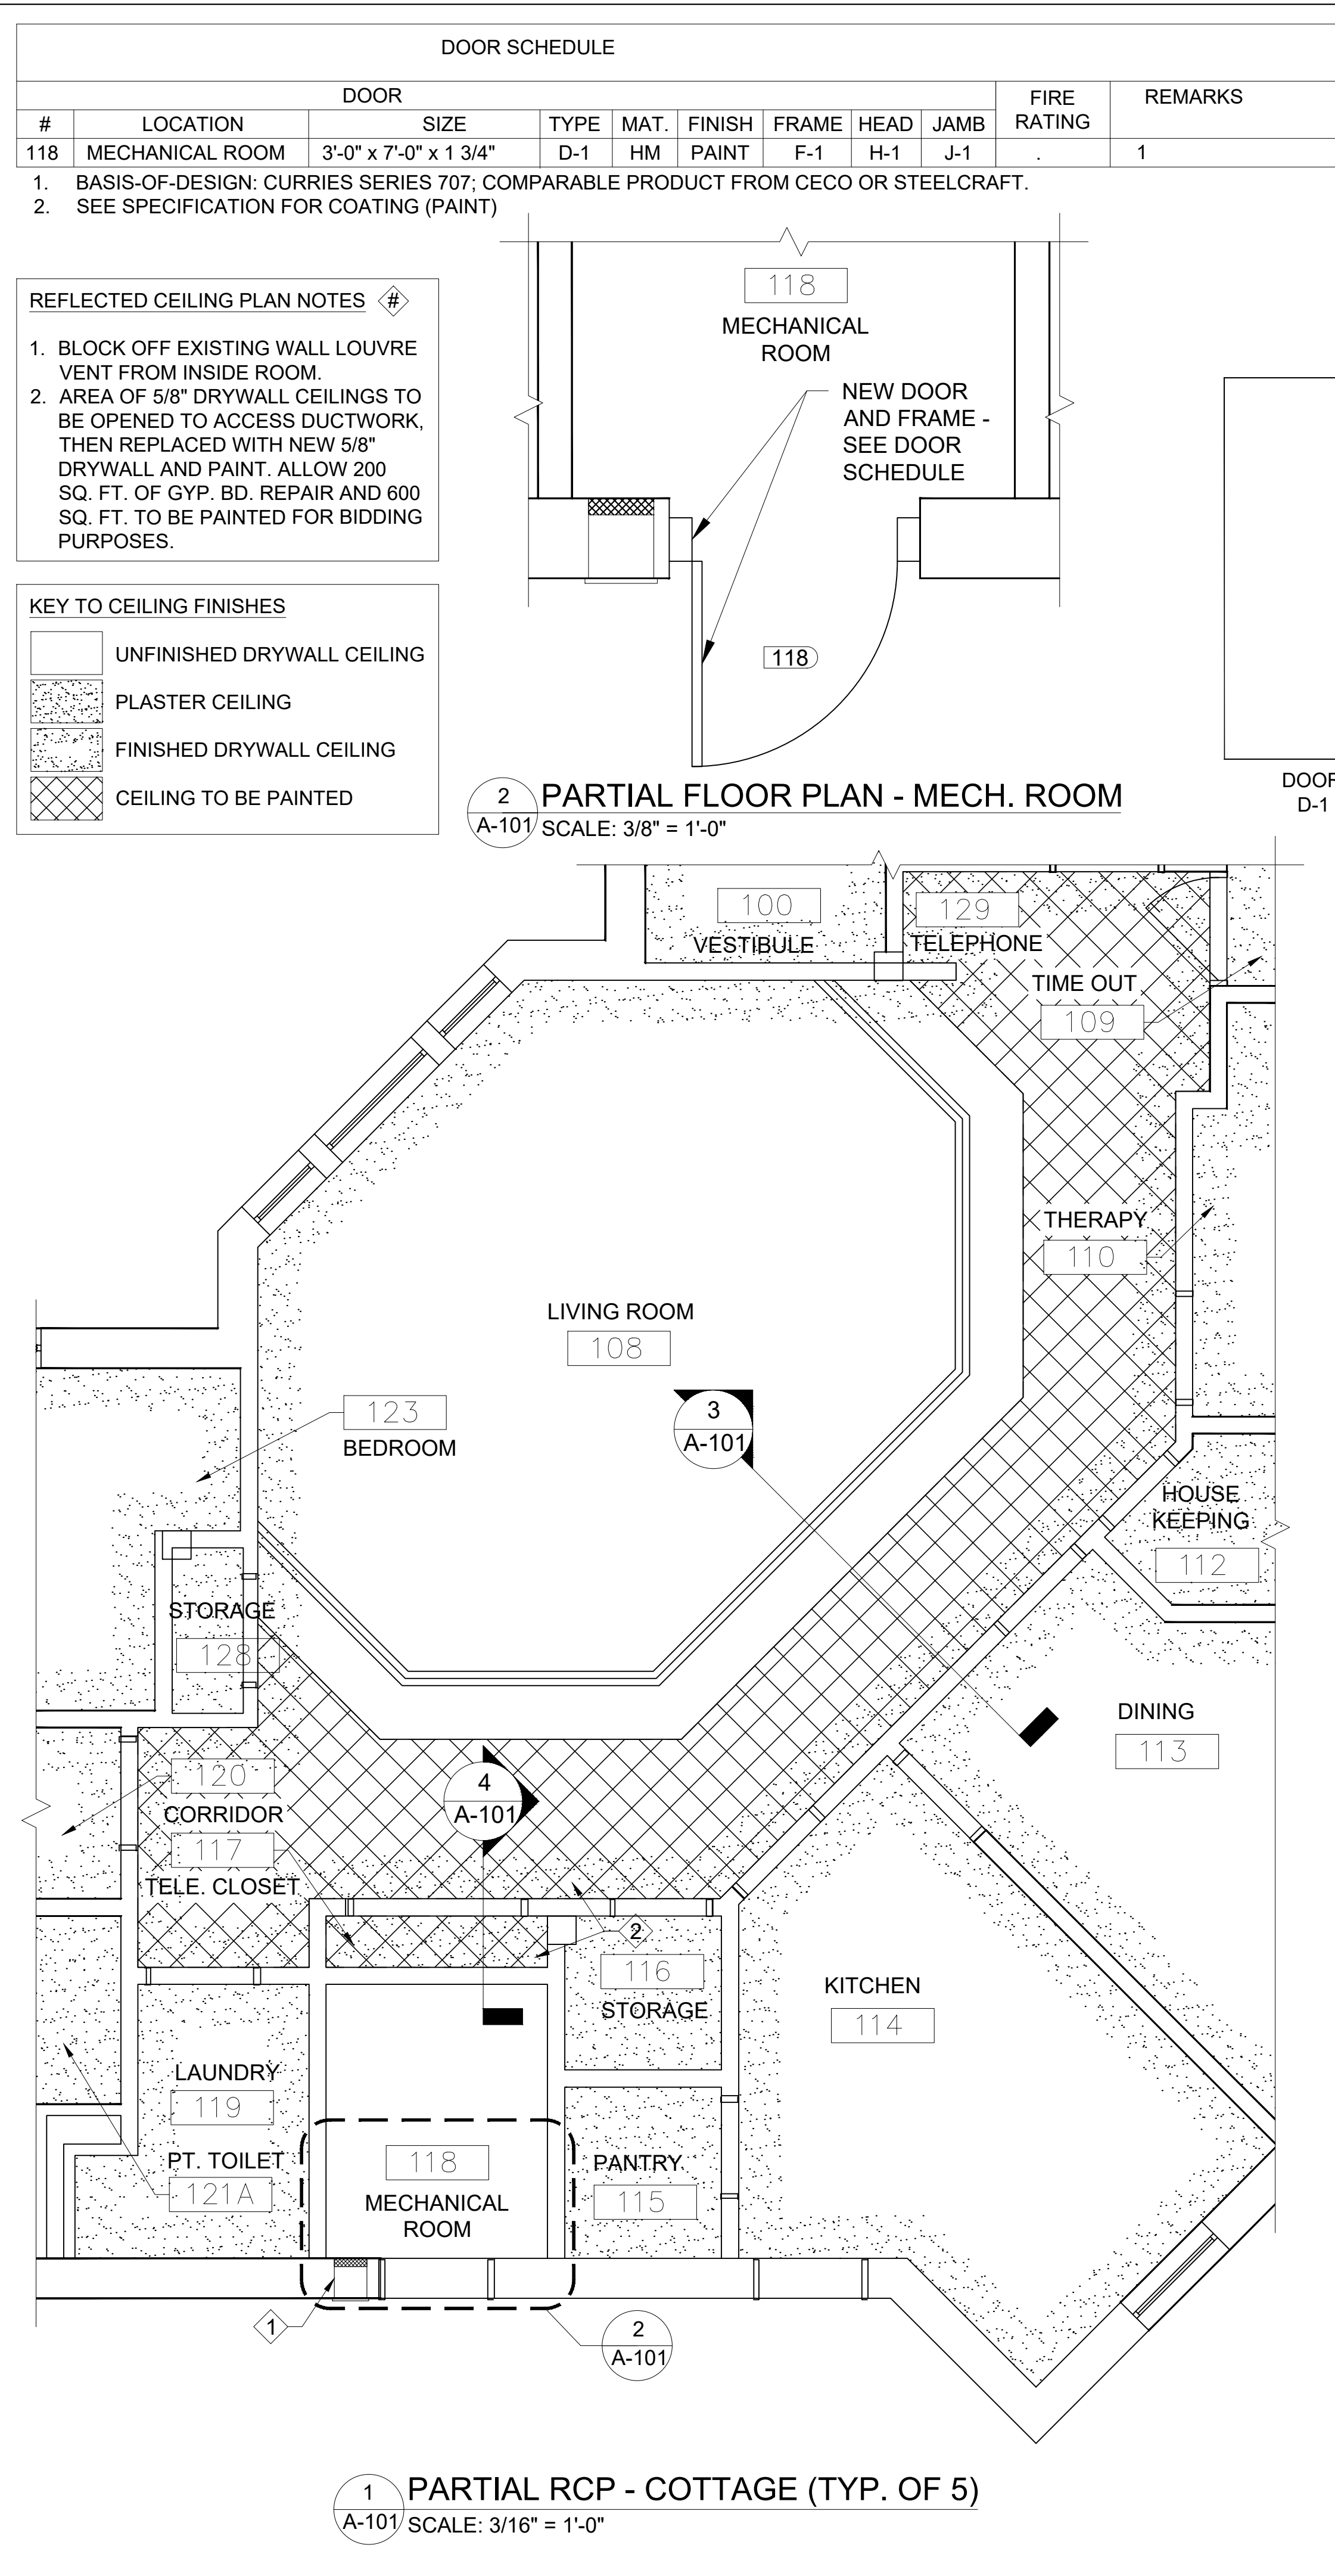 DOOR SCHEDULE
DOOR
FIRE RATING
REMARKS
# LOCATION SIZE TYPE MAT. FINISH FRAME HEAD JAMB
118 MECHANICAL ROOM 3'-0" x 7'-0" x 1 3/4" D-1 HM PAINT F-1 H-1 J-1 . 1
1. BASIS-OF-DESIGN: CURRIES SERIES 707; COMPARABLE PRODUCT FROM CECO OR STEELCRAFT.
2. SEE SPECIFICATION FOR COATING (PAINT)
REFLECTED CEILING PLAN NOTES #
1. BLOCK OFF EXISTING WALL LOUVRE
VENT FROM INSIDE ROOM.
2. AREA OF 5/8" DRYWALL CEILINGS TO
BE OPENED TO ACCESS DUCTWORK,
THEN REPLACED WITH NEW 5/8"
DRYWALL AND PAINT. ALLOW 200
SQ. FT. OF GYP. BD. REPAIR AND 600
SQ. FT. TO BE PAINTED FOR BIDDING
PURPOSES.
KEY TO CEILING FINISHES
UNFINISHED DRYWALL CEILING
PLASTER CEILING
FINISHED DRYWALL CEILING
CEILING TO BE PAINTED
118
MECHANICAL
ROOM
NEW DOOR
AND FRAME -
SEE DOOR
SCHEDULE
118
DOOR
D-1
2
A-101
PARTIAL FLOOR PLAN - MECH. ROOM
SCALE: 3/8" = 1'-0"
100
VESTIBULE
129
TELEPHONE
TIME OUT
109
THERAPY
110
LIVING ROOM
108
123
BEDROOM
3
A-101
HOUSE
KEEPING
112
STORAGE
128
DINING
113
120
CORRIDOR
117
TELE. CLOSET
4
A-101
2
116
STORAGE
KITCHEN
114
LAUNDRY
119
PT. TOILET
121A
118
MECHANICAL
ROOM
PANTRY
115
1
2
A-101
1
A-101
PARTIAL RCP - COTTAGE (TYP. OF 5)
SCALE: 3/16" = 1'-0"